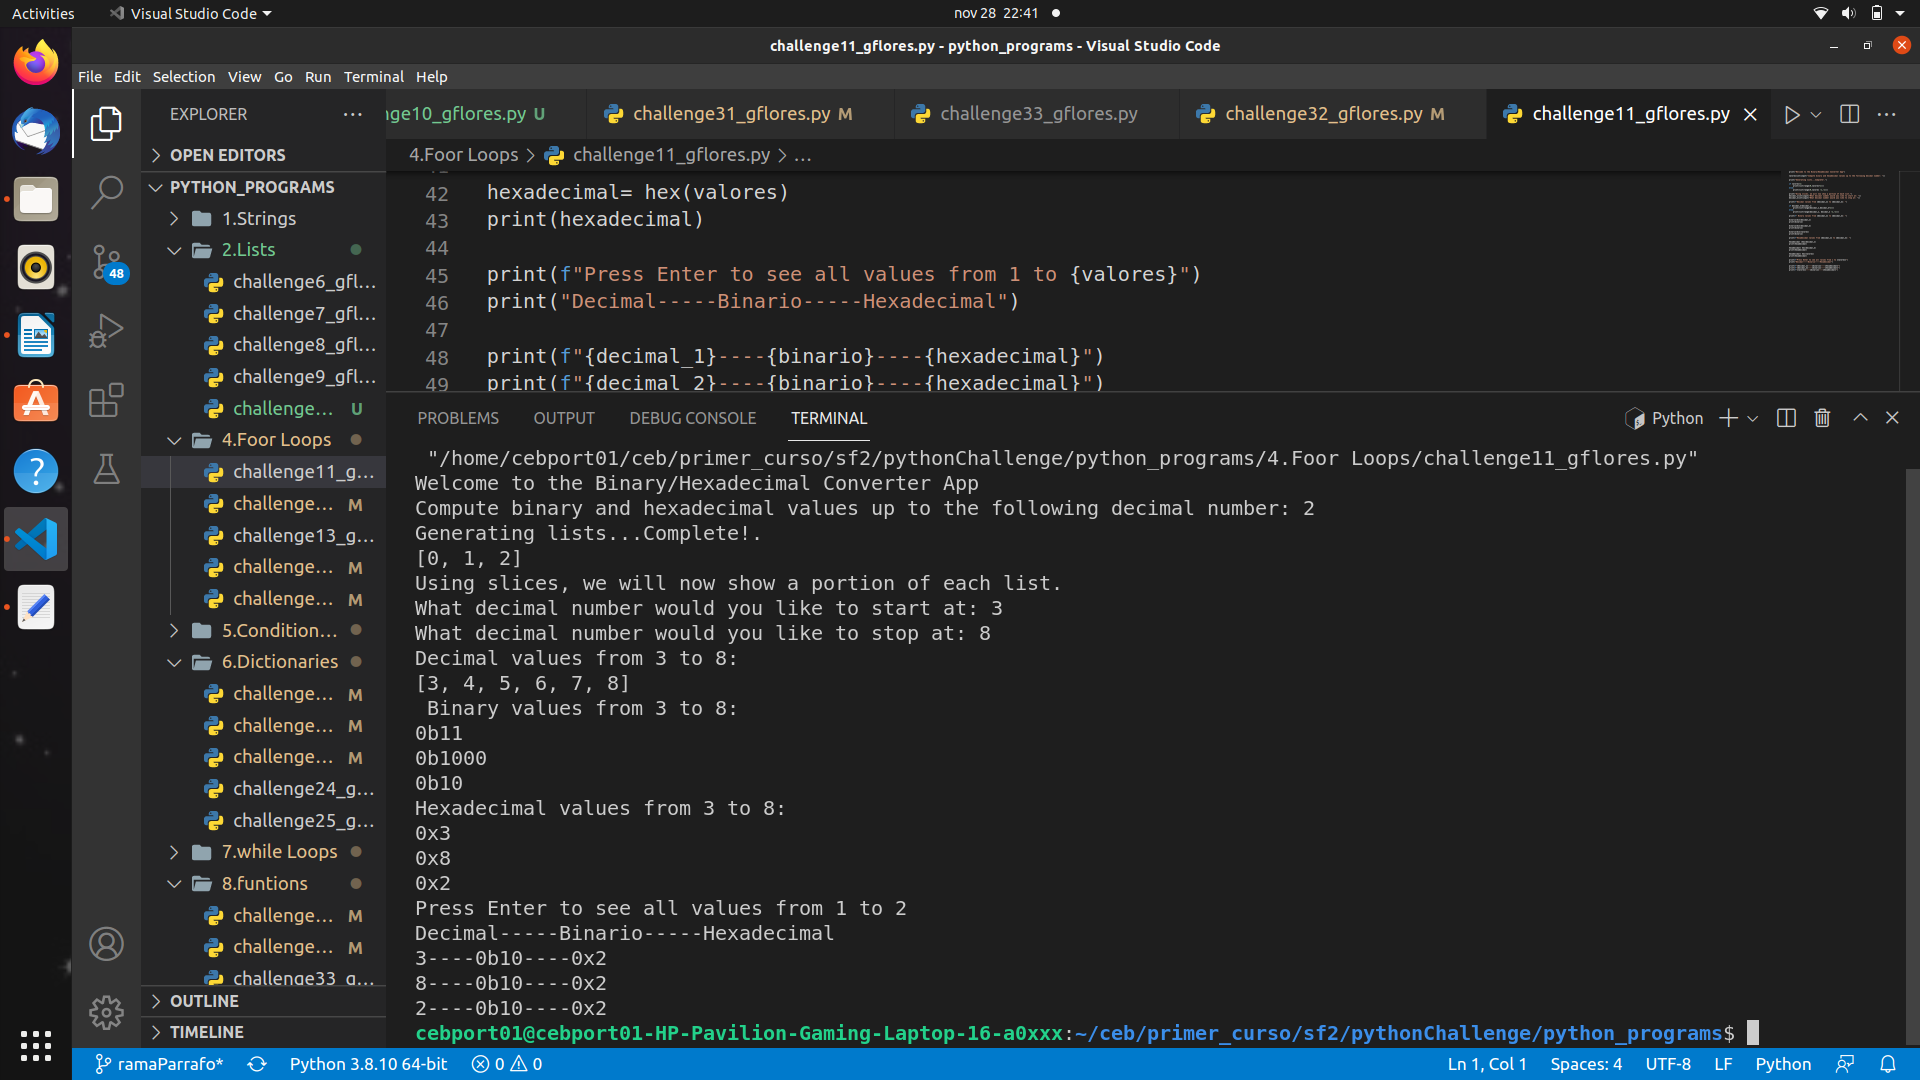 Activities
Visual Studio Code
nov 28 22:41
challenge11_gflores.py - python_programs - Visual Studio Code
File Edit Selection View Go Run Terminal Help
EXPLORER
nge10_gflores.py U
challenge31_gflores.py M
challenge33_gflores.py
challenge32_gflores.py M
challenge11_gflores.py
OPEN EDITORS
PYTHON_PROGRAMS
1.Strings
2.Lists
challenge6_gfl...
challenge7_gfl...
challenge8_gfl...
challenge9_gfl...
challenge... U
4.Foor Loops
challenge11_g...
challenge... M
challenge13_g...
challenge... M
challenge... M
5.Condition...
6.Dictionaries
challenge... M
challenge... M
challenge... M
challenge24_g...
challenge25_g...
7.while Loops
8.funtions
challenge... M
challenge... M
challenge33_g...
OUTLINE
TIMELINE
48
4.Foor Loops > challenge11_gflores.py > ...
42 hexadecimal= hex(valores)
43 print(hexadecimal)
44
45 print(f"Press Enter to see all values from 1 to {valores}")
46 print("Decimal-----Binario-----Hexadecimal")
47
48 print(f"{decimal_1}----{binario}----{hexadecimal}")
49 print(f"{decimal_2}----{binario}----{hexadecimal}")
PROBLEMS OUTPUT DEBUG CONSOLE TERMINAL
Python
"/home/cebport01/ceb/primer_curso/sf2/pythonChallenge/python_programs/4.Foor Loops/challenge11_gflores.py"
Welcome to the Binary/Hexadecimal Converter App
Compute binary and hexadecimal values up to the following decimal number: 2
Generating lists...Complete!.
[0, 1, 2]
Using slices, we will now show a portion of each list.
What decimal number would you like to start at: 3
What decimal number would you like to stop at: 8
Decimal values from 3 to 8:
[3, 4, 5, 6, 7, 8]
Binary values from 3 to 8:
0b11
0b1000
0b10
Hexadecimal values from 3 to 8:
0x3
0x8
0x2
Press Enter to see all values from 1 to 2
Decimal-----Binario-----Hexadecimal
3----0b10----0x2
8----0b10----0x2
2----0b10----0x2
cebport01@cebport01-HP-Pavilion-Gaming-Laptop-16-a0xxx:~/ceb/primer_curso/sf2/pythonChallenge/python_programs$
ramaParrafo* Python 3.8.10 64-bit 0 0
Ln 1, Col 1 Spaces: 4 UTF-8 LF Python